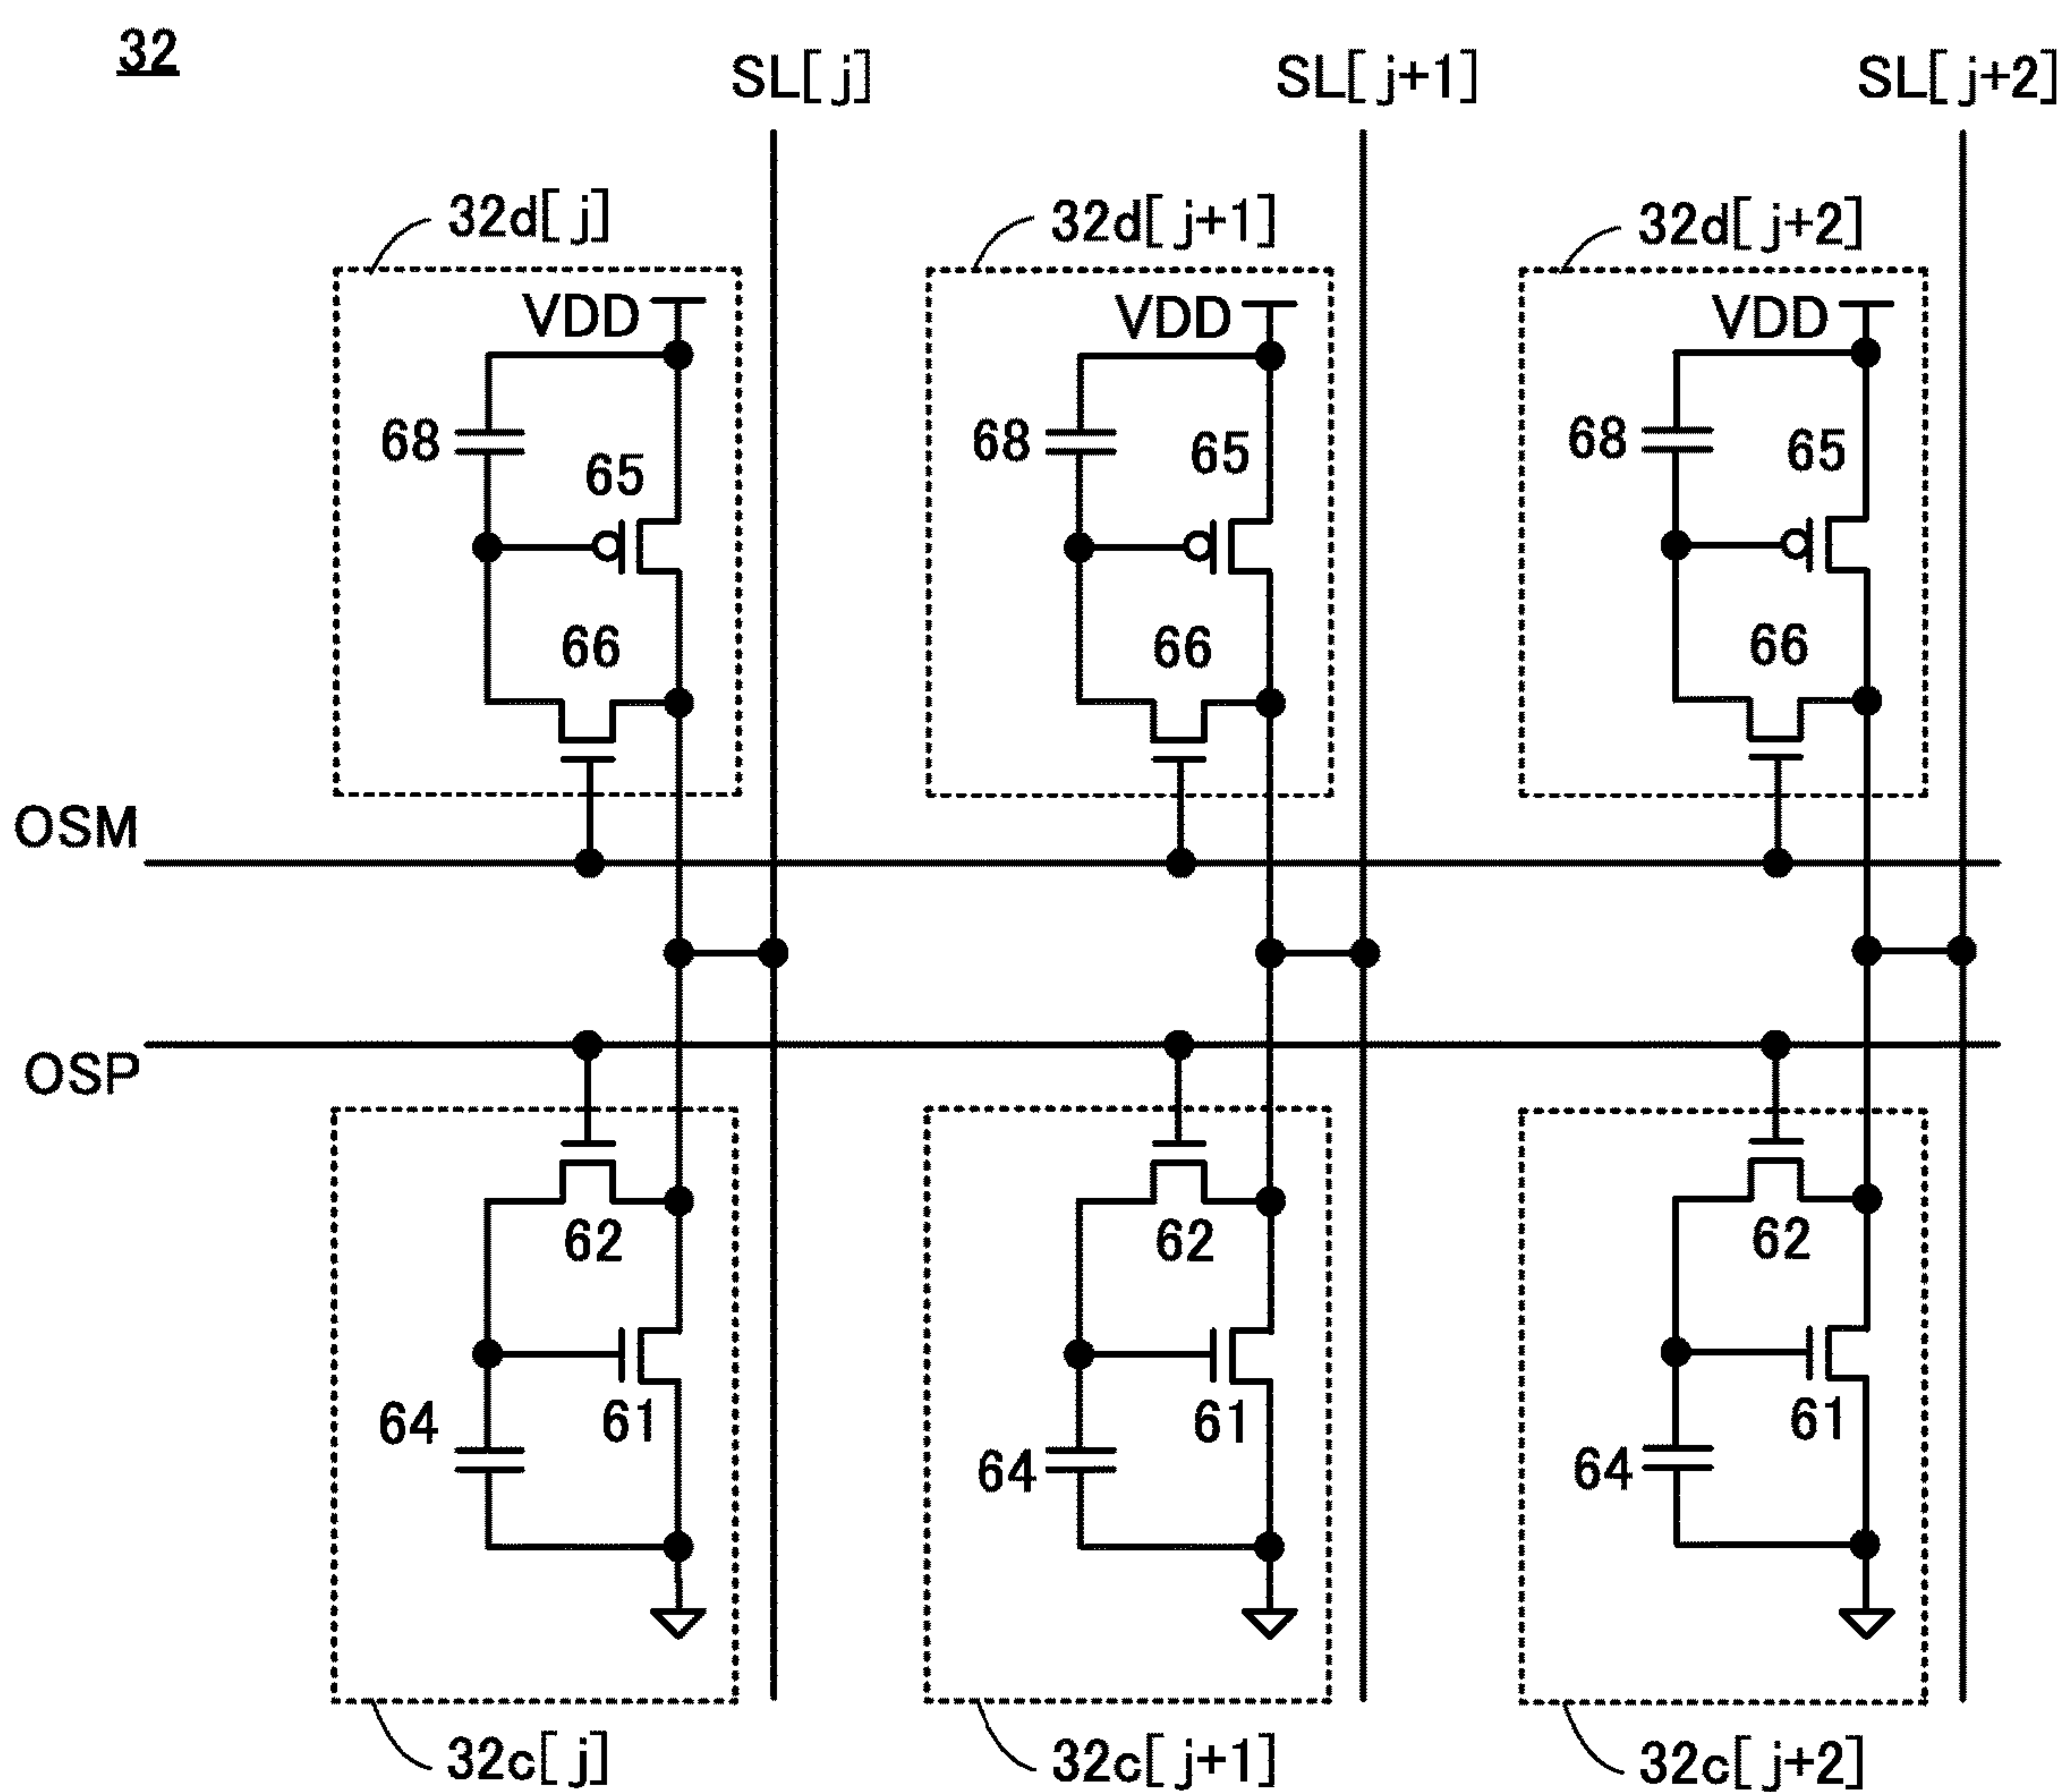 32
SL[j] SL[j+1] SL[j+2]
32d[j] 32d[j+1] 32d[j+2]
VDD VDD VDD
68 65 68 65 68 65
66 66 66
OSM
OSP
62 62 62
64 61 64 61 64 61
32c[j] 32c[j+1] 32c[j+2]